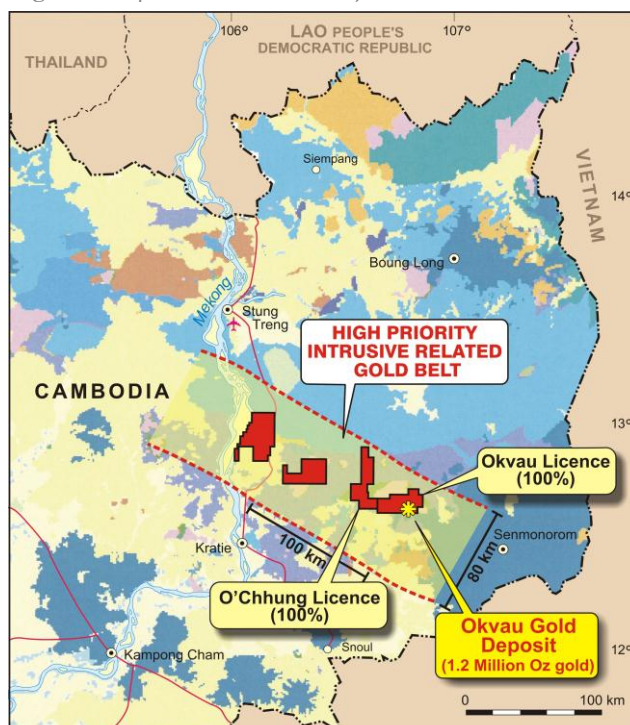 106°
107°
LAO PEOPLE'S
DEMOCRATIC REPUBLIC
THAILAND
VIETNAM
Siempang
14°
Boung Long
Mekong
Stung
Treng
HIGH PRIORITY
INTRUSIVE RELATED
GOLD BELT
CAMBODIA
13°
Okvau Licence
(100%)
Kratie
100 km
80 km
Senmonorom
O'Chhung Licence
(100%)
Okvau Gold
Deposit
(1.2 Million Oz gold)
Snoul
12°
Kampong Cham
0
100 km